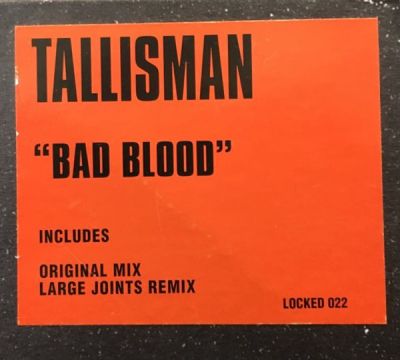 TALLISMAN
“BAD BLOOD”
INCLUDES
ORIGINAL MIX
LARGE JOINTS REMIX
LOCKED 022